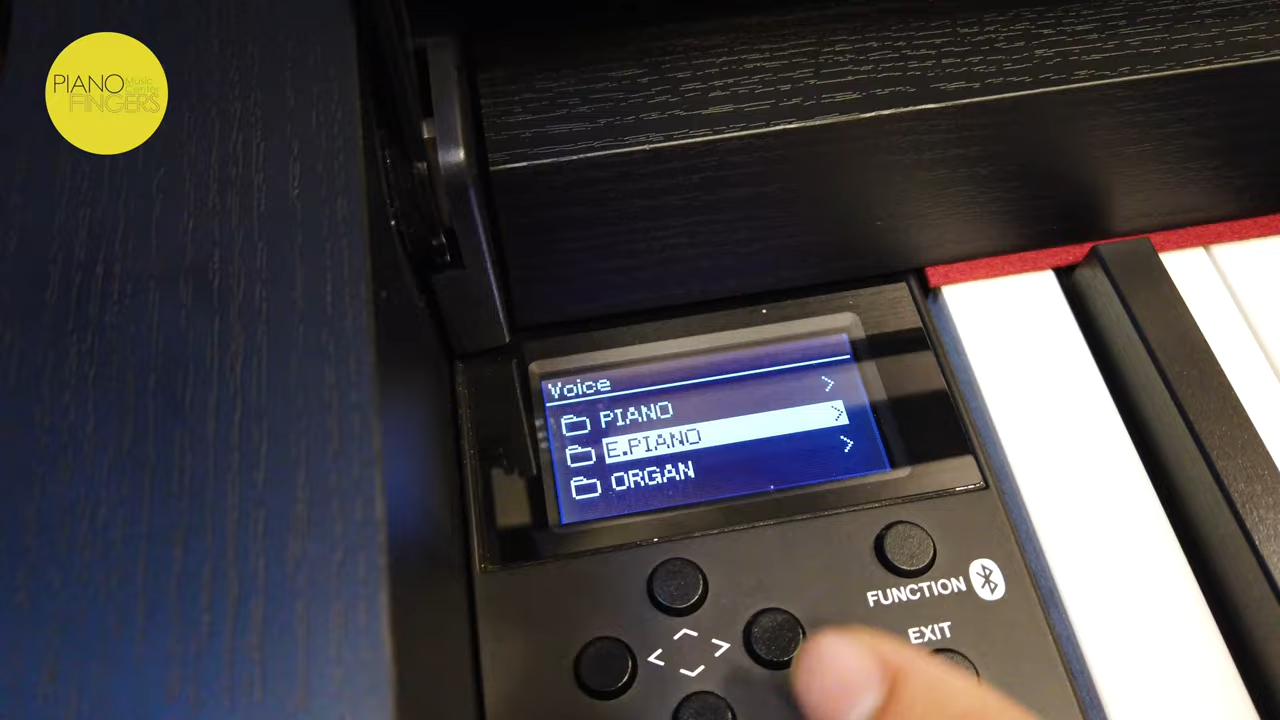 PIANO Music
Center
FINGERS
Voice
PIANO >
E.PIANO >
ORGAN >
FUNCTION
EXIT